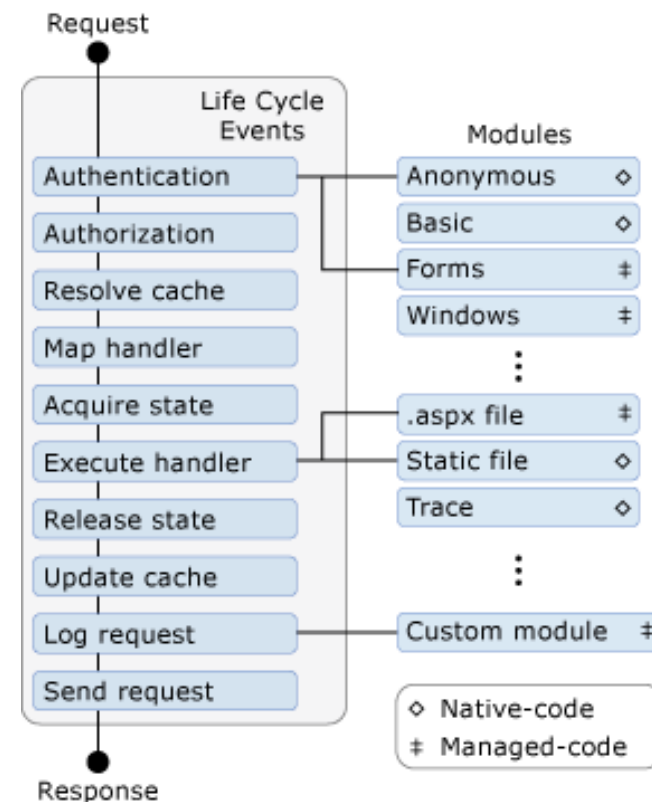 Request
Life Cycle
Events
Authentication
Authorization
Resolve cache
Map handler
Acquire state
Execute handler
Release state
Update cache
Log request
Send request
Response
Modules
Anonymous ◇
Basic ◇
Forms ‡
Windows ‡
.aspx file ‡
Static file ◇
Trace ◇
Custom module ‡
◇ Native-code
‡ Managed-code